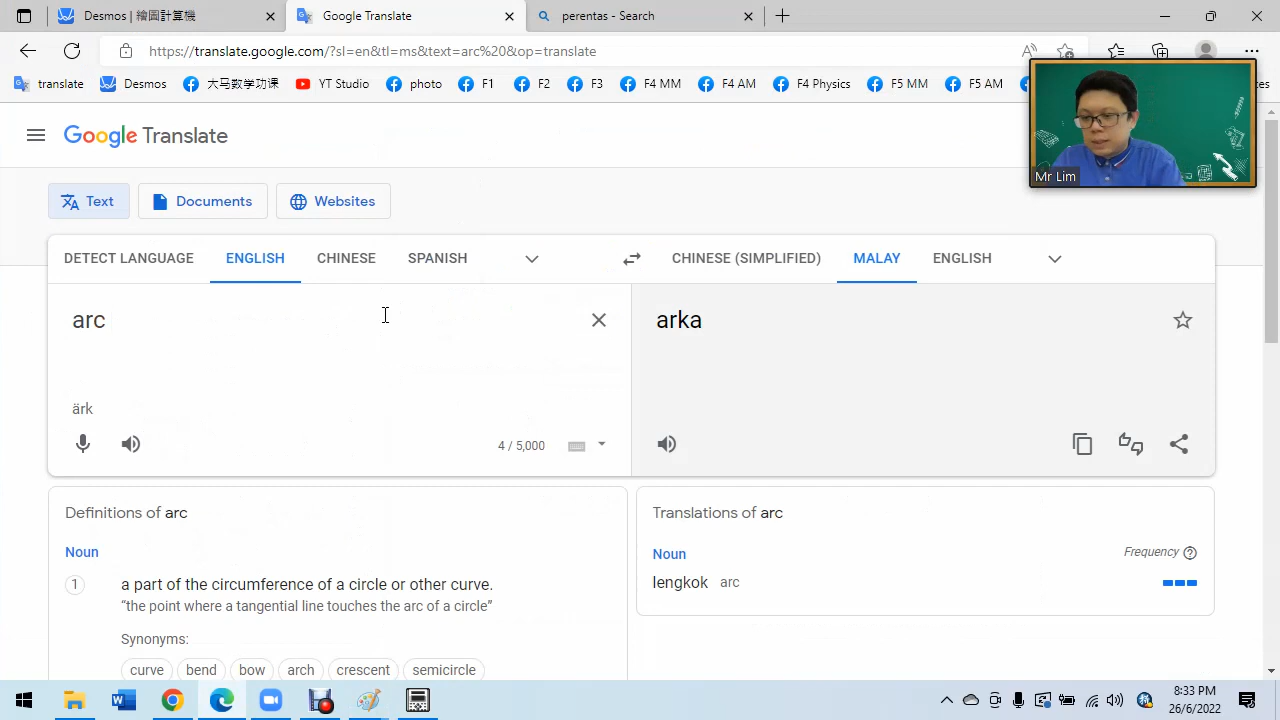 Desmos | 繪圖計算機
Google Translate
perentas - Search
https://translate.google.com/?sl=en&tl=ms&text=arc%20&op=translate
translate
Desmos
大马数学功课
YT Studio
photo
F1
F2
F3
F4 MM
F4 AM
F4 Physics
F5 MM
F5 AM
es
Mr Lim
Google Translate
Text
Documents
Websites
DETECT LANGUAGE
ENGLISH
CHINESE
SPANISH
CHINESE (SIMPLIFIED)
MALAY
ENGLISH
arc
arka
ärk
4 / 5,000
Definitions of arc
Noun
1
a part of the circumference of a circle or other curve.
“the point where a tangential line touches the arc of a circle”
Synonyms:
curve
bend
bow
arch
crescent
semicircle
Translations of arc
Noun
Frequency
lengkok arc
8:33 PM
26/6/2022